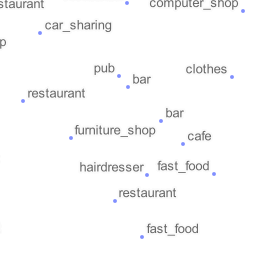 staurant
computer_shop
car_sharing
p
pub
clothes
bar
restaurant
bar
furniture_shop
cafe
hairdresser
fast_food
restaurant
fast_food